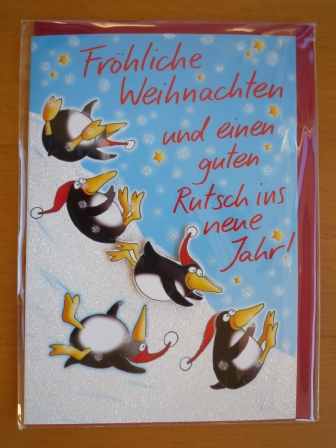 Fröhliche
Weihnachten
und einen
guten
Rutsch ins
neue
Jahr!